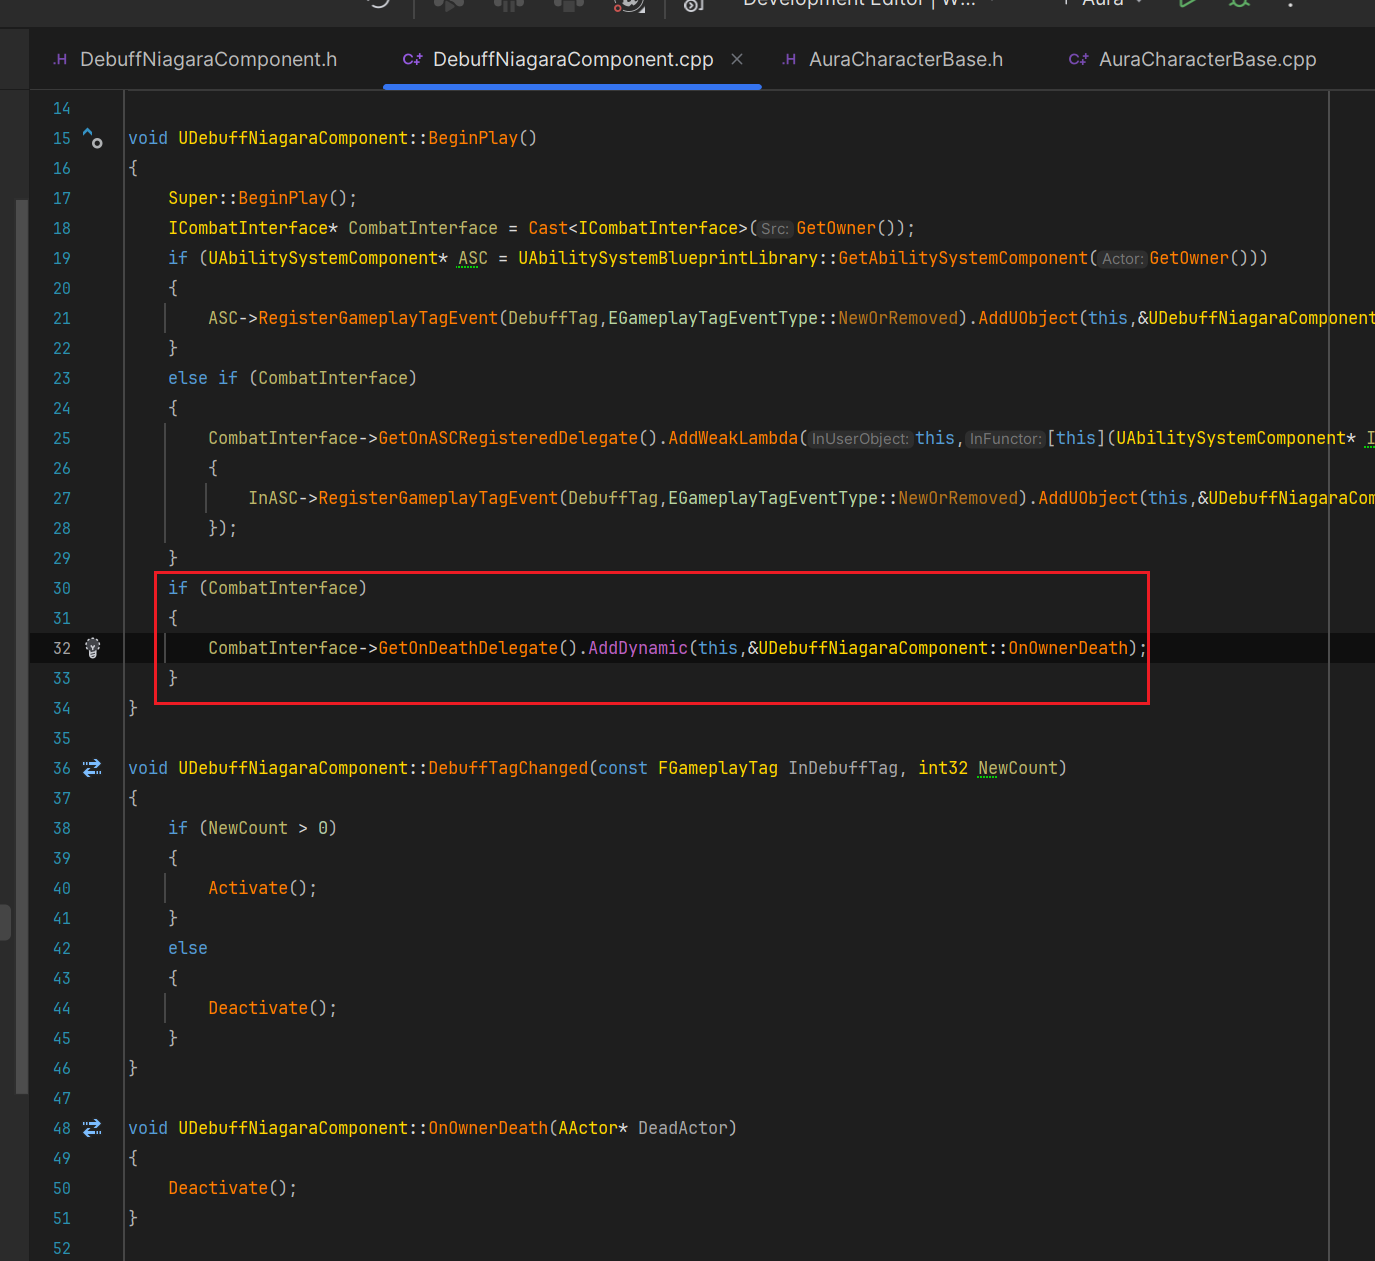 Development Editor | W... Aura
DebuffNiagaraComponent.h DebuffNiagaraComponent.cpp AuraCharacterBase.h AuraCharacterBase.cpp
14
15 void UDebuffNiagaraComponent::BeginPlay()
16 {
17 Super::BeginPlay();
18 ICombatInterface* CombatInterface = Cast<ICombatInterface>( Src: GetOwner());
19 if (UAbilitySystemComponent* ASC = UAbilitySystemBlueprintLibrary::GetAbilitySystemComponent( Actor: GetOwner()))
20 {
21 ASC->RegisterGameplayTagEvent(DebuffTag,EGameplayTagEventType::NewOrRemoved).AddUObject(this,&UDebuffNiagaraComponent
22 }
23 else if (CombatInterface)
24 {
25 CombatInterface->GetOnASCRegisteredDelegate().AddWeakLambda( InUserObject: this, InFunctor: [this](UAbilitySystemComponent* I
26 {
27 InASC->RegisterGameplayTagEvent(DebuffTag,EGameplayTagEventType::NewOrRemoved).AddUObject(this,&UDebuffNiagaraCom
28 });
29 }
30 if (CombatInterface)
31 {
32 CombatInterface->GetOnDeathDelegate().AddDynamic(this,&UDebuffNiagaraComponent::OnOwnerDeath);
33 }
34 }
35
36 void UDebuffNiagaraComponent::DebuffTagChanged(const FGameplayTag InDebuffTag, int32 NewCount)
37 {
38 if (NewCount > 0)
39 {
40 Activate();
41 }
42 else
43 {
44 Deactivate();
45 }
46 }
47
48 void UDebuffNiagaraComponent::OnOwnerDeath(AActor* DeadActor)
49 {
50 Deactivate();
51 }
52